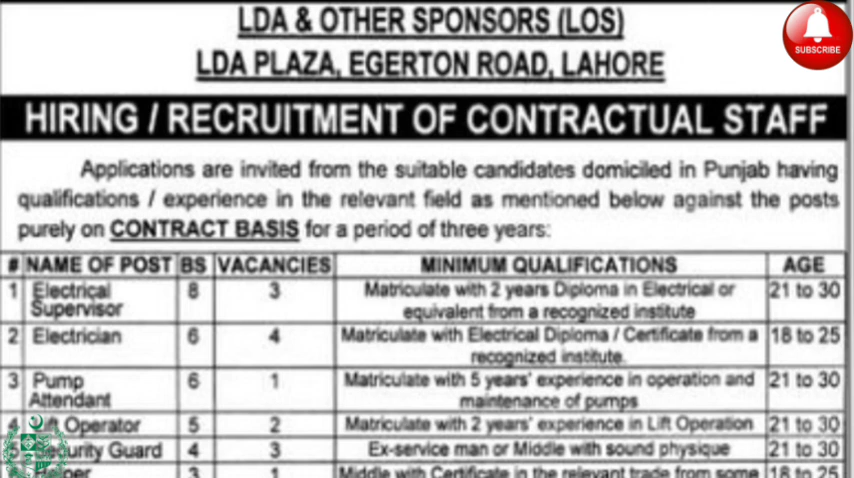 LDA & OTHER SPONSORS (LOS)
SUBSCRIBE
LDA PLAZA, EGERTON ROAD, LAHORE
HIRING / RECRUITMENT OF CONTRACTUAL STAFF
Applications are invited from the suitable candidates domiciled in Punjab having
qualifications / experience in the relevant field as mentioned below against the posts
purely on CONTRACT BASIS for a period of three years:
# NAME OF POST BS VACANCIES MINIMUM QUALIFICATIONS AGE
1 Electrical Supervisor 8 3 Matriculate with 2 years Diploma in Electrical or equivalent from a recognized institute 21 to 30
2 Electrician 6 4 Matriculate with Electrical Diploma / Certificate from a recognized institute. 18 to 25
3 Pump Attendant 6 1 Matriculate with 5 years' experience in operation and maintenance of pumps 21 to 30
4 Lift Operator 5 2 Matriculate with 2 years' experience in Lift Operation 21 to 30
5 Security Guard 4 3 Ex-service man or Middle with sound physique 21 to 30
Helper 3 1 Middle with Certificate in the relevant trade from some 18 to 25